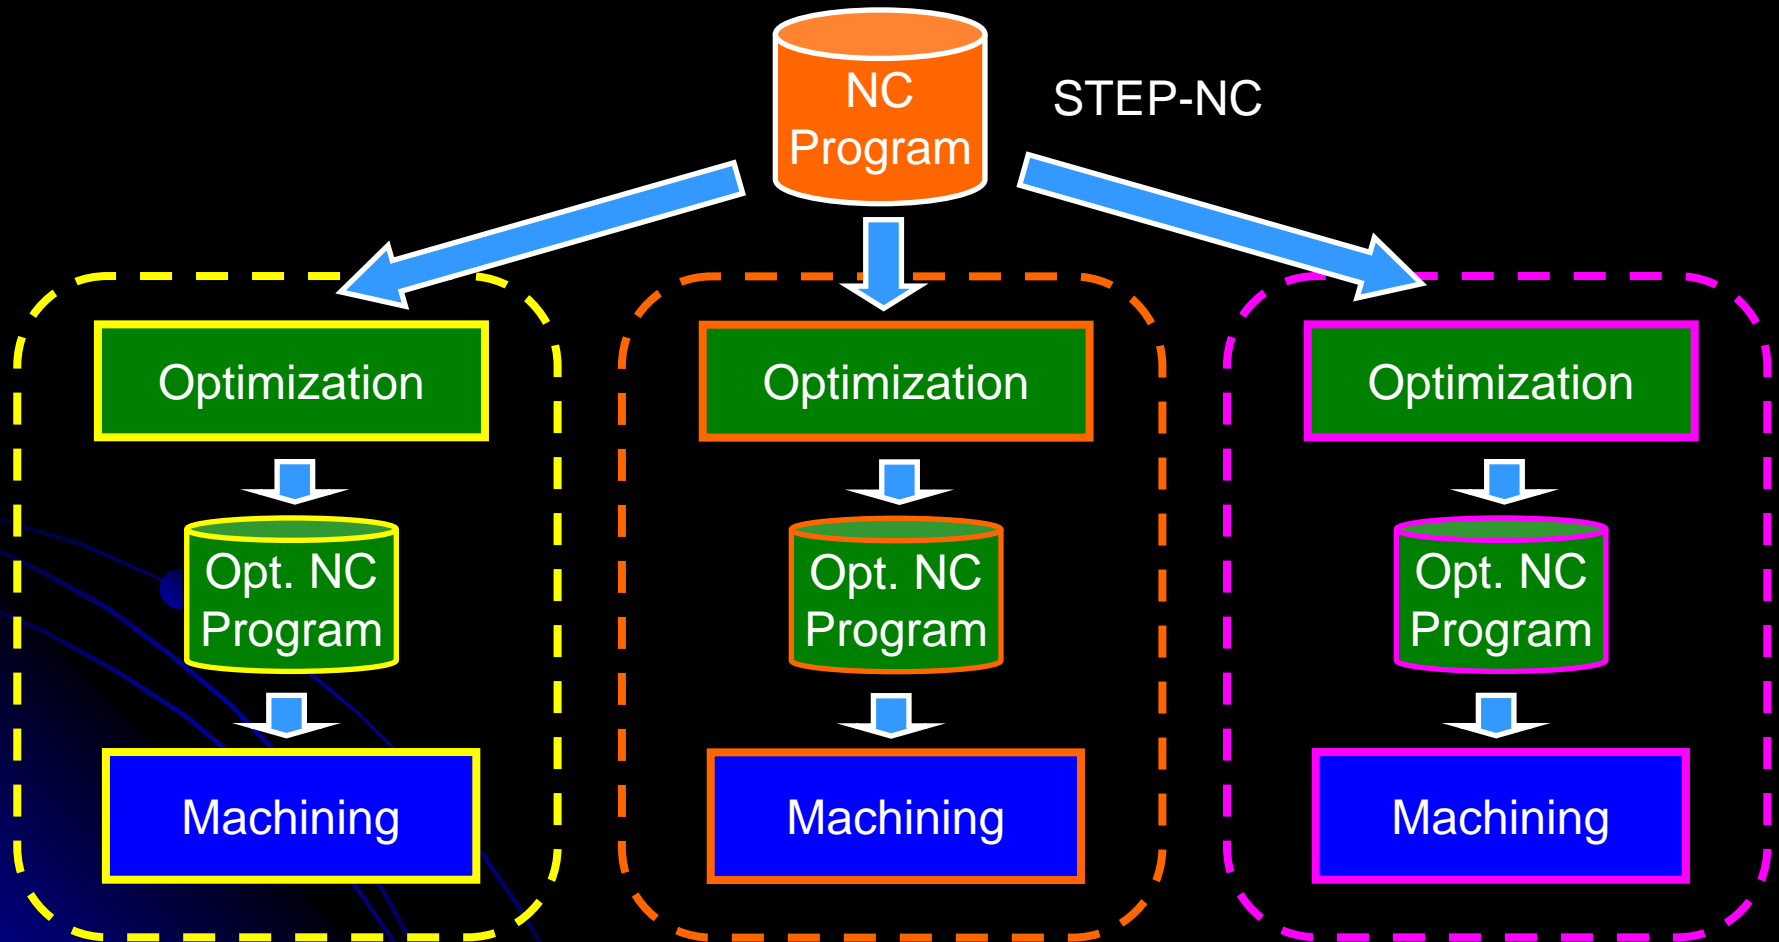 NC
Program
STEP-NC
Optimization
Optimization
Optimization
Opt. NC
Program
Opt. NC
Program
Opt. NC
Program
Machining
Machining
Machining